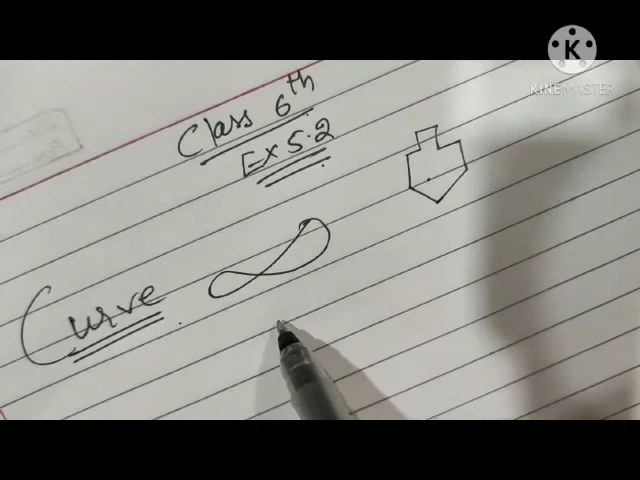 K
KINEMASTER
Class 6th
Ex 5.2
Curve